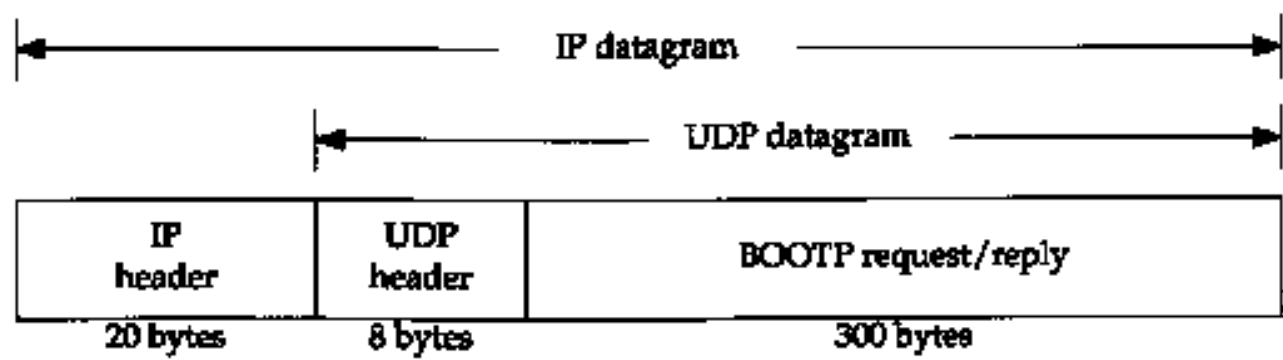 IP datagram
UDP datagram
IP
header
UDP
header
BOOTP request/reply
20 bytes
8 bytes
300 bytes